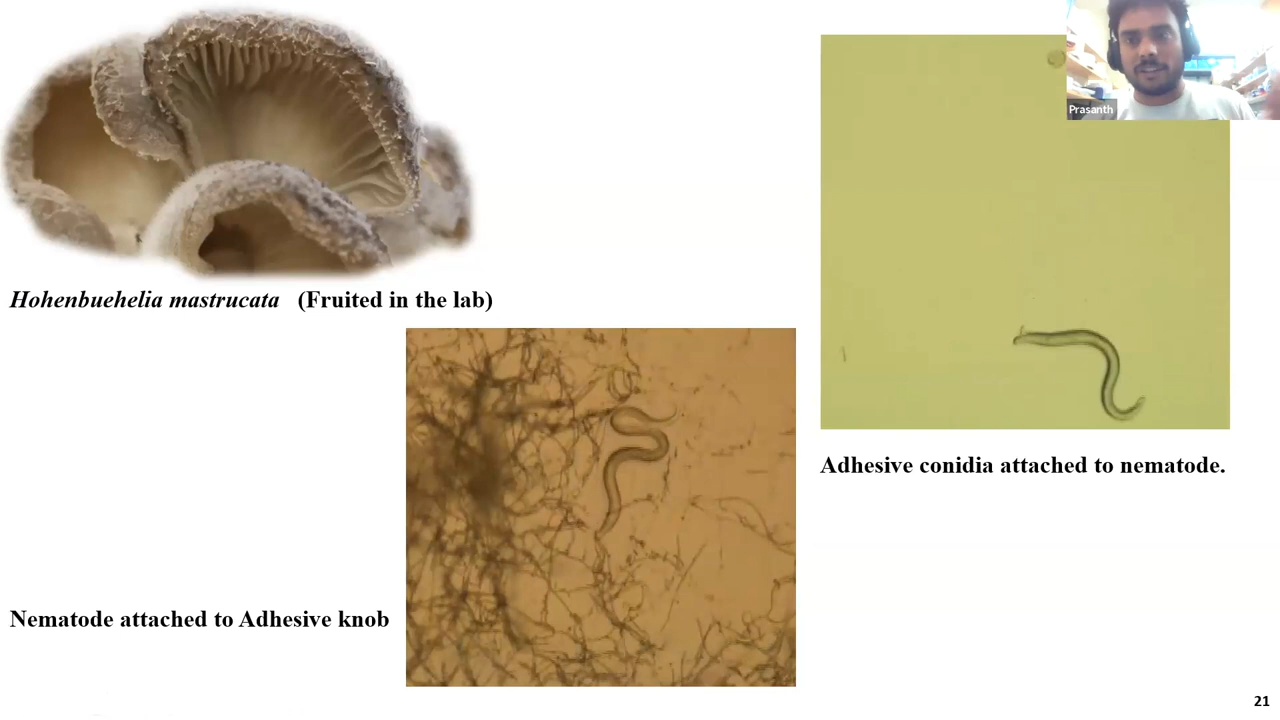 Prasanth
Hohenbuehelia mastrucata (Fruited in the lab)
Adhesive conidia attached to nematode.
Nematode attached to Adhesive knob
21